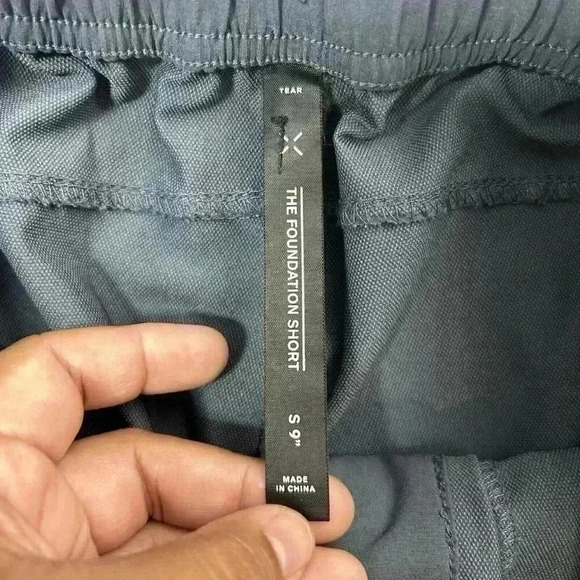 TEAR
THE FOUNDATION SHORT
S 9"
MADE
IN CHINA